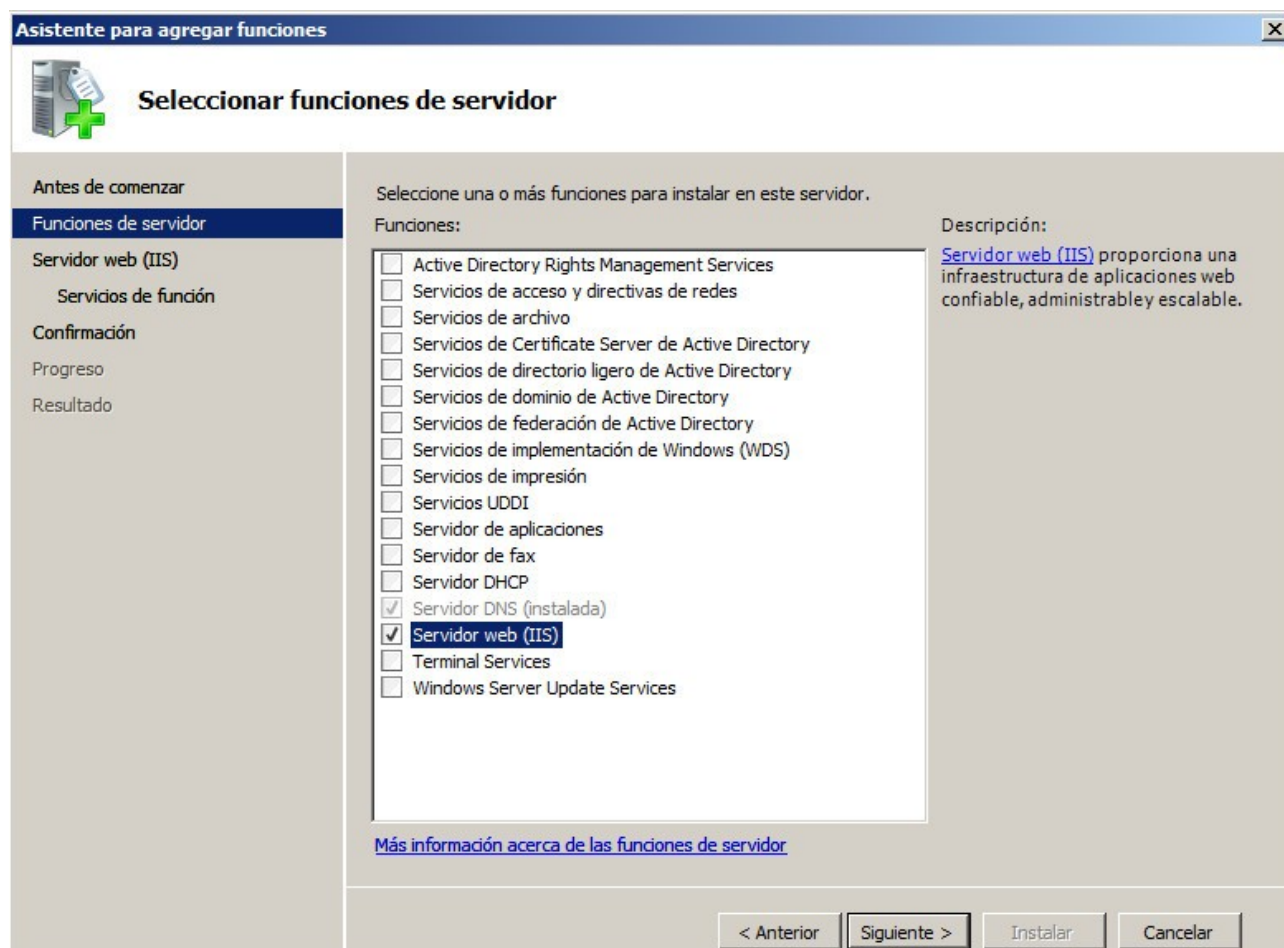 Asistente para agregar funciones
Seleccionar funciones de servidor
Antes de comenzar
Funciones de servidor
Servidor web (IIS)
Servicios de función
Confirmación
Progreso
Resultado
Seleccione una o más funciones para instalar en este servidor.
Funciones:
Active Directory Rights Management Services
Servicios de acceso y directivas de redes
Servicios de archivo
Servicios de Certificate Server de Active Directory
Servicios de directorio ligero de Active Directory
Servicios de dominio de Active Directory
Servicios de federación de Active Directory
Servicios de implementación de Windows (WDS)
Servicios de impresión
Servicios UDDI
Servidor de aplicaciones
Servidor de fax
Servidor DHCP
Servidor DNS (instalada)
Servidor web (IIS)
Terminal Services
Windows Server Update Services
Más información acerca de las funciones de servidor
Descripción:
Servidor web (IIS) proporciona una
infraestructura de aplicaciones web
confiable, administrabley escalable.
< Anterior
Siguiente >
Instalar
Cancelar